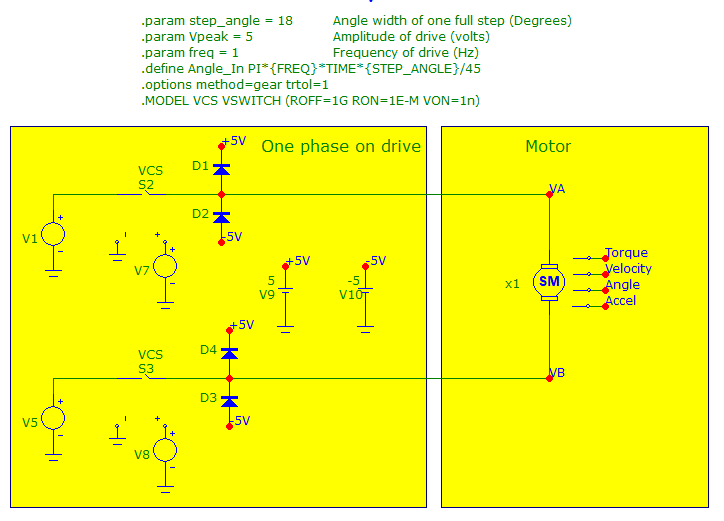 .param step_angle = 18 Angle width of one full step (Degrees)
.param Vpeak = 5 Amplitude of drive (volts)
.param freq = 1 Frequency of drive (Hz)
.define Angle_In PI*{FREQ}*TIME*{STEP_ANGLE}/45
.options method=gear trtol=1
.MODEL VCS VSWITCH (ROFF=1G RON=1E-M VON=1n)
One phase on drive
Motor
+5V
D1
VCS
S2
VA
D2
-5V
V1
+
-
V7
+
+
-
+5V
5
V9
-5V
-5
V10
x1
SM
Torque
Velocity
Angle
Accel
+5V
D4
VCS
S3
VB
D3
-5V
V5
+
-
V8
+
+
-